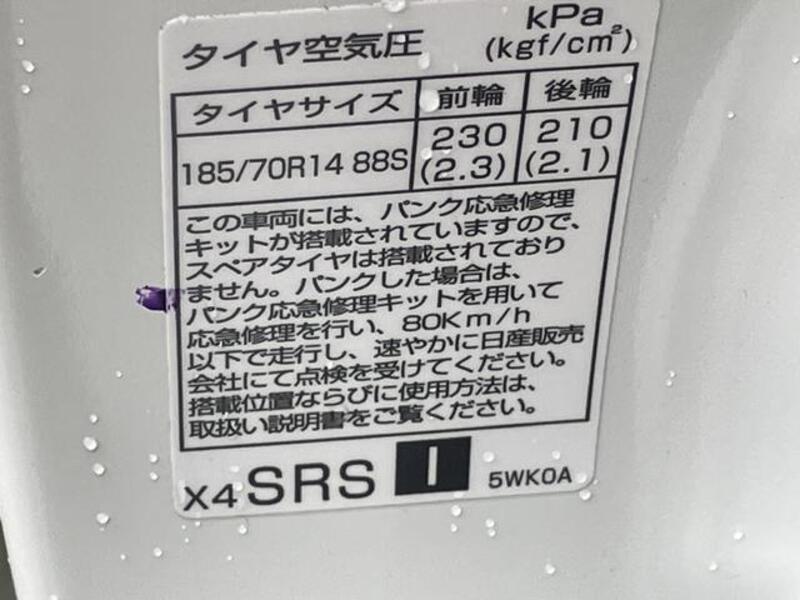 タイヤ空気圧 kPa
(kgf/cm²)
タイヤサイズ 前輪 後輪
185/70R14 88S 230 210
(2.3) (2.1)
この車両には、パンク応急修理
キットが搭載されていますので、
スペアタイヤは搭載されており
ません。パンクした場合は、
パンク応急修理キットを用いて
応急修理を行い、80Km/h
以下で走行し、速やかに日産販売
会社にて点検を受けてください。
搭載位置ならびに使用方法は、
取扱い説明書をご覧ください。
X4 SRS I 5WK0A